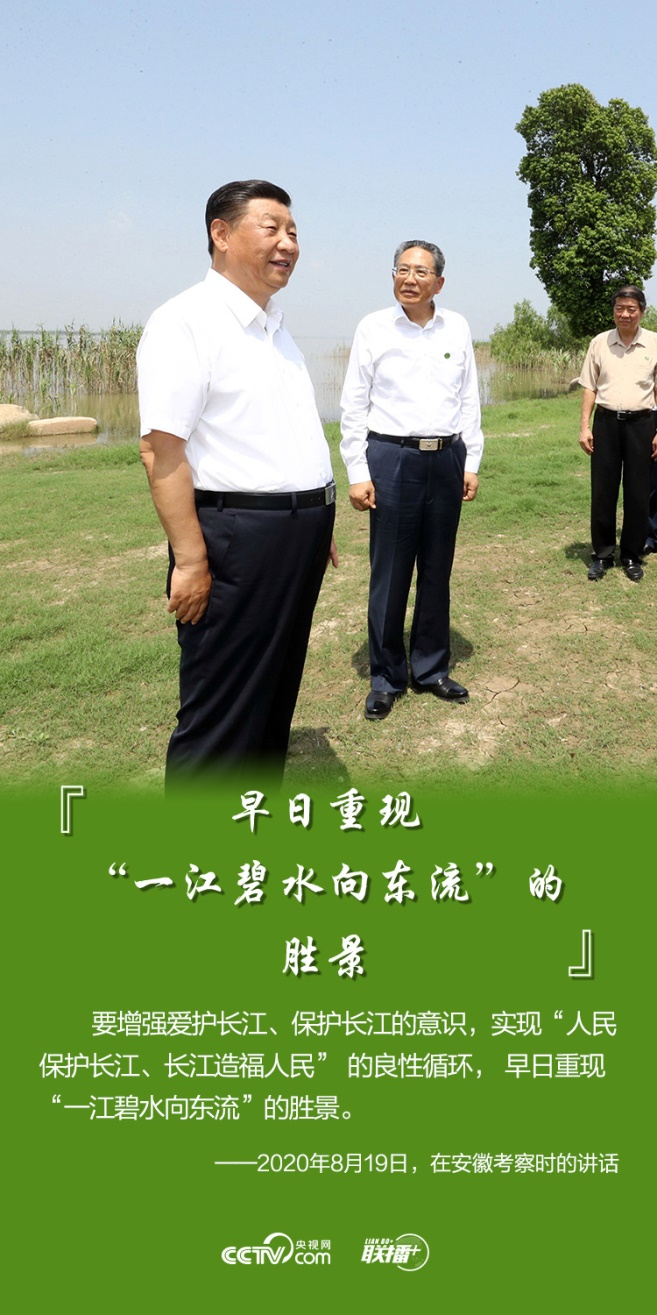 『早日重现
“一江碧水向东流”的
胜景』
要增强爱护长江、保护长江的意识，实现“人民
保护长江、长江造福人民” 的良性循环， 早日重现
“一江碧水向东流”的胜景。
——2020年8月19日，在安徽考察时的讲话
CCTV 央视网 com
LIAN BO+ 联播+